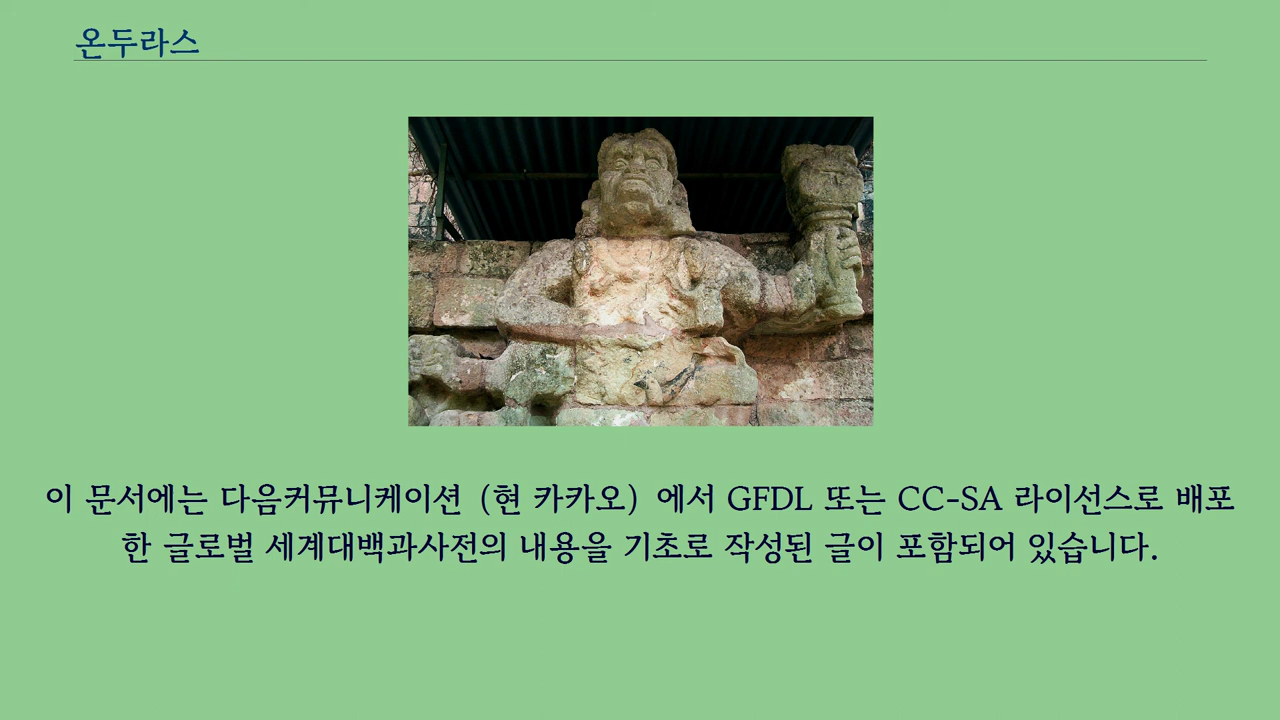 온두라스
이 문서에는 다음커뮤니케이션 (현 카카오) 에서 GFDL 또는 CC-SA 라이선스로 배포
한 글로벌 세계대백과사전의 내용을 기초로 작성된 글이 포함되어 있습니다.